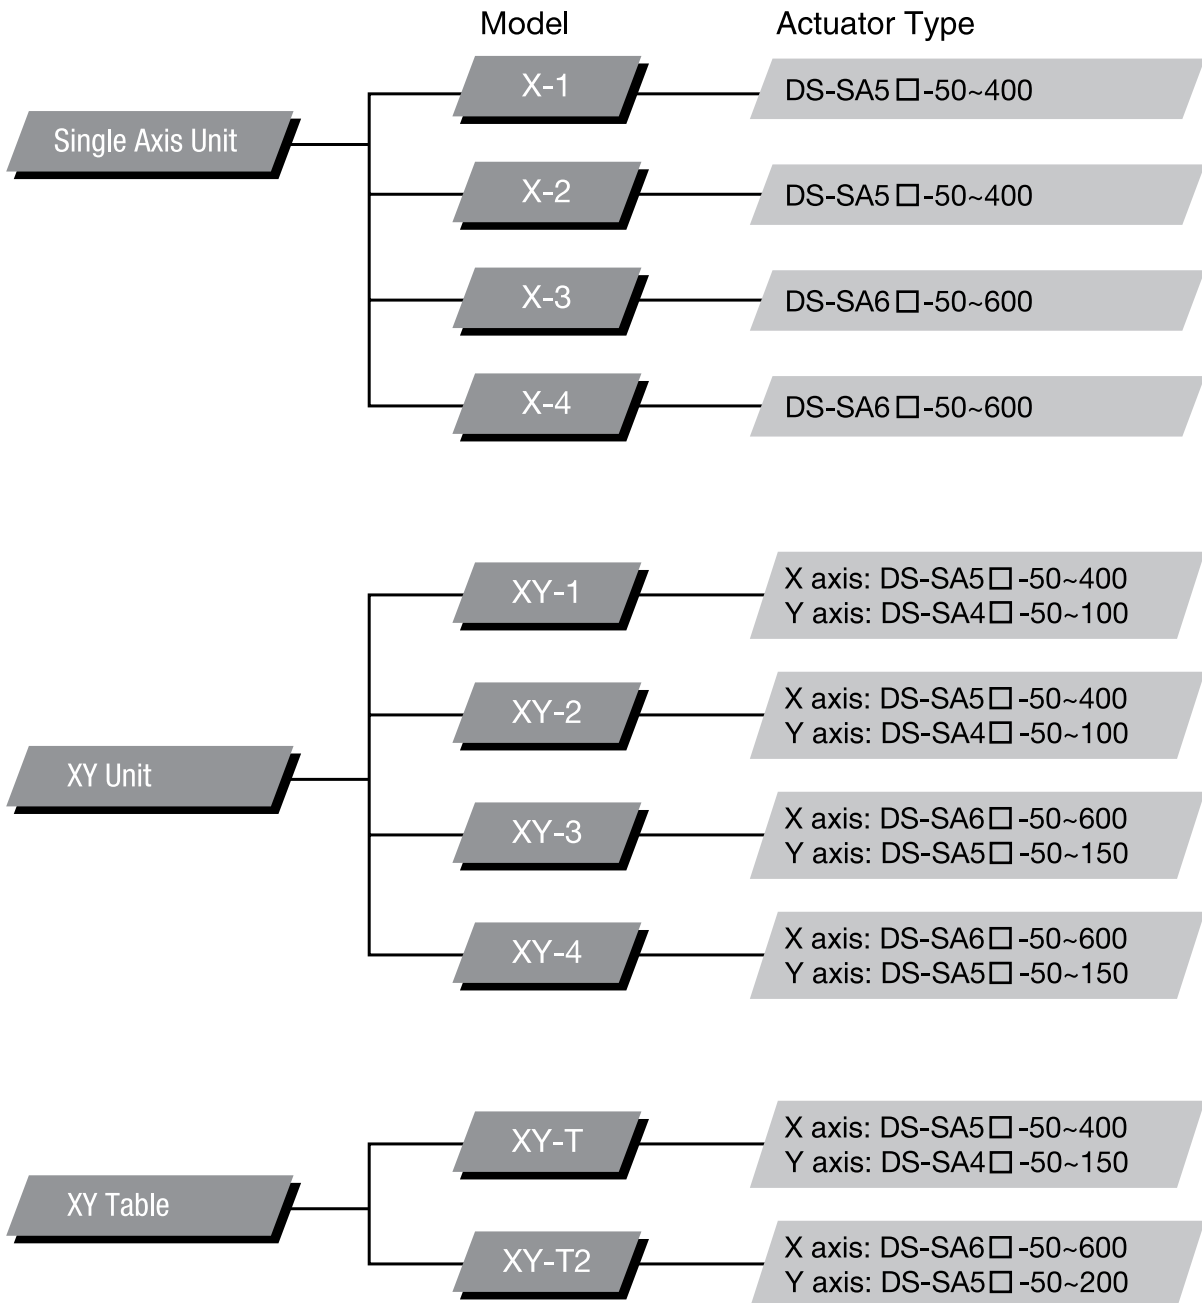 Model Actuator Type
Single Axis Unit
X-1 DS-SA5□-50~400
X-2 DS-SA5□-50~400
X-3 DS-SA6□-50~600
X-4 DS-SA6□-50~600
XY Unit
XY-1
X axis: DS-SA5□-50~400
Y axis: DS-SA4□-50~100
XY-2
X axis: DS-SA5□-50~400
Y axis: DS-SA4□-50~100
XY-3
X axis: DS-SA6□-50~600
Y axis: DS-SA5□-50~150
XY-4
X axis: DS-SA6□-50~600
Y axis: DS-SA5□-50~150
XY Table
XY-T
X axis: DS-SA5□-50~400
Y axis: DS-SA4□-50~150
XY-T2
X axis: DS-SA6□-50~600
Y axis: DS-SA5□-50~200